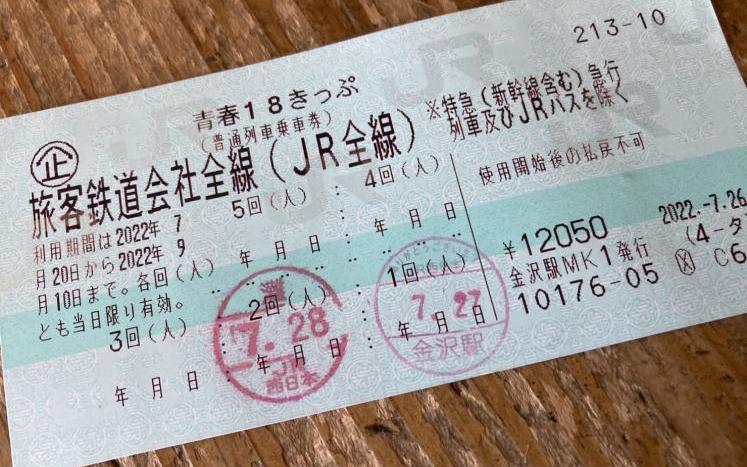 213-10
青春18きっぷ
(普通列車乗車券)
※特急(新幹線含む)急行
列車及びJRバスを除く
企
旅客鉄道会社全線(JR全線)
使用開始後の払戻不可
利用期間は2022年7
月20日から2022年9
月10日まで。各回(人)
とも当日限り有効。
5回(人)
年 月 日
4回(人)
年 月 日
3回(人)
年 月 日
2回(人)
年 月 日
1回(人)
年 月 日
7.28
JR
西日本
7.27
金沢駅
¥12050
2022.-7.26
金沢駅MK1発行
(4-タ
10176-05
C6